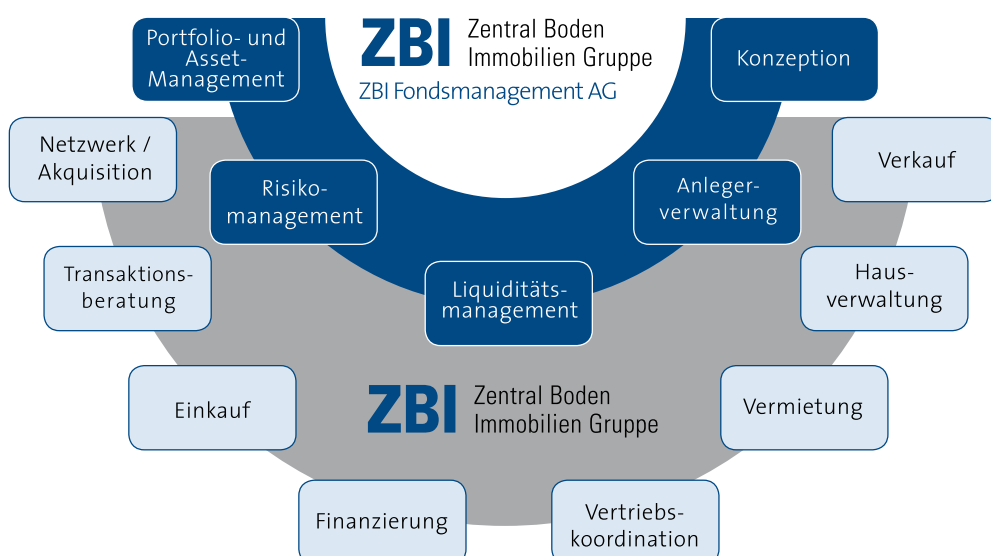 Portfolio- und
Asset-
Management
ZBI Zentral Boden
Immobilien Gruppe
ZBI Fondsmanagement AG
Konzeption
Netzwerk /
Akquisition
Risiko-
management
Anleger-
verwaltung
Verkauf
Transaktions-
beratung
Liquiditäts-
management
Haus-
verwaltung
Einkauf
ZBI Zentral Boden
Immobilien Gruppe
Vermietung
Finanzierung
Vertriebs-
koordination